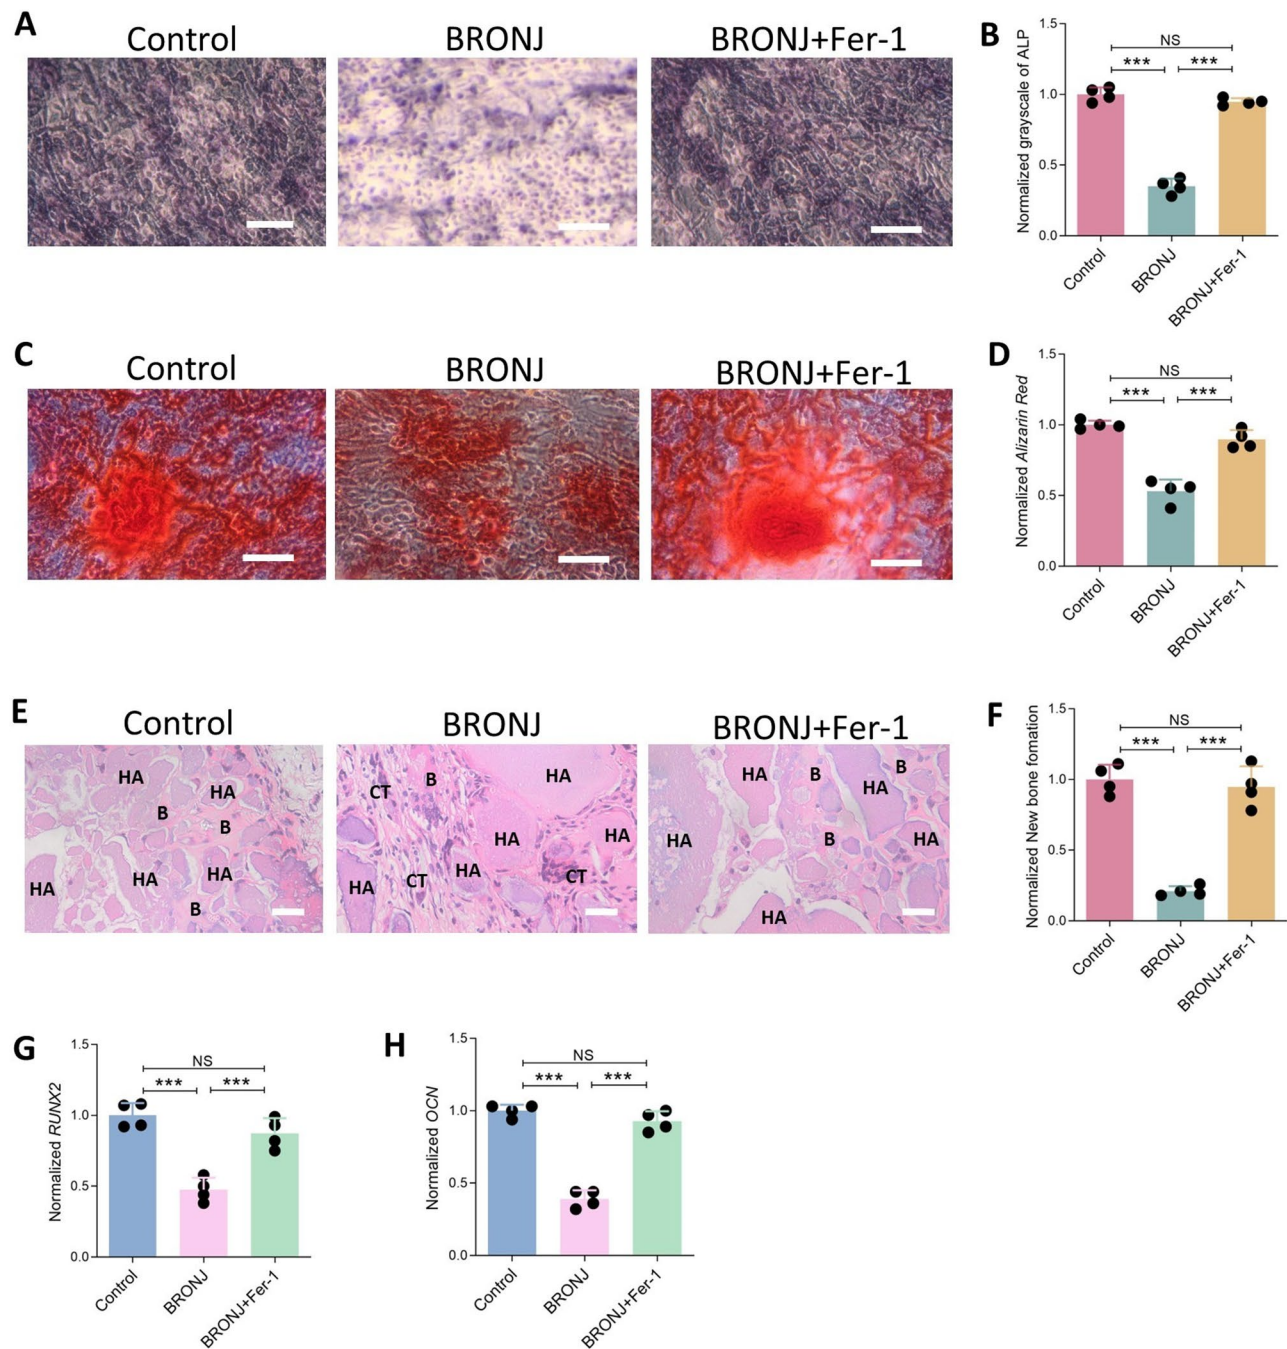 A
Control
BRONJ
BRONJ+Fer-1
B
Normalized grayscale of ALP
1.5
1.0
0.5
0.0
NS
***
***
Control
BRONJ
BRONJ+Fer-1
C
Control
BRONJ
BRONJ+Fer-1
D
Normalized Alizarin Red
1.5
1.0
0.5
0.0
NS
***
***
Control
BRONJ
BRONJ+Fer-1
E
Control
BRONJ
BRONJ+Fer-1
HA
HA
B
B
HA
HA
HA
B
B
HA
CT
HA
HA
HA
CT
CT
HA
B
B
HA
HA
HA
B
HA
HA
F
Normalized New bone fomation
1.5
1.0
0.5
0.0
NS
***
***
Control
BRONJ
BRONJ+Fer-1
G
Normalized RUNX2
1.5
1.0
0.5
0.0
NS
***
***
Control
BRONJ
BRONJ+Fer-1
H
Normalized OCN
1.5
1.0
0.5
0.0
NS
***
***
Control
BRONJ
BRONJ+Fer-1